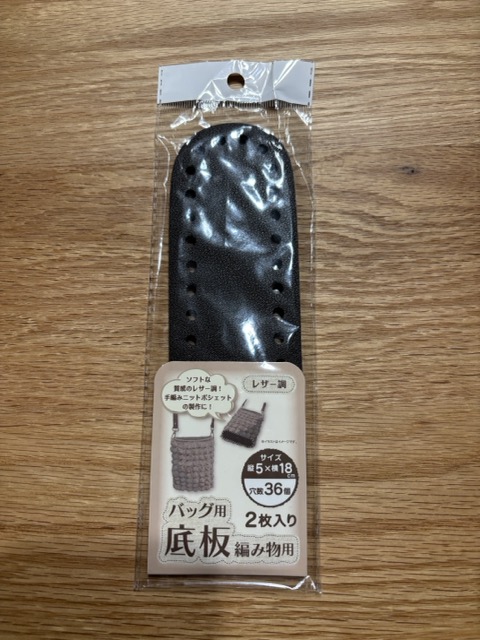 ソフトな
質感のレザー調！
手編みニットポシェット
の製作に！
レザー調
サイズ
縦5×横18cm
穴数36個
バッグ用
底板
編み物用
2枚入り